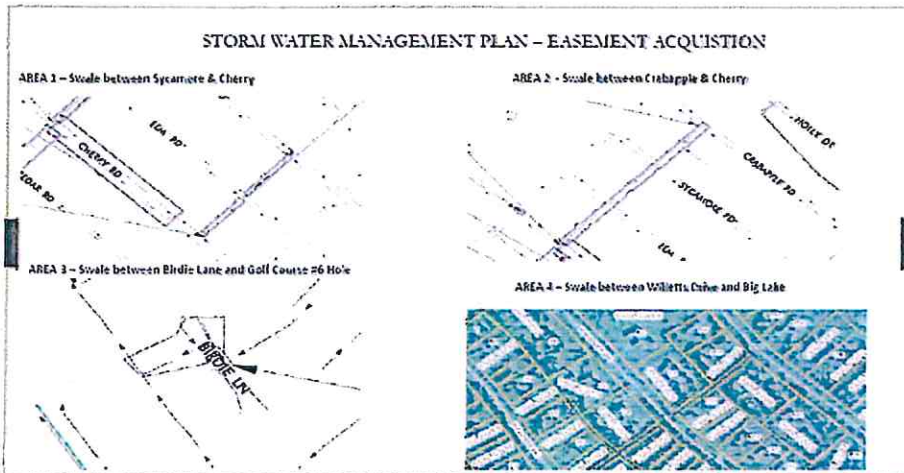 STORM WATER MANAGEMENT PLAN – EASEMENT ACQUISTION
AREA 1 – Swale between Sycamore & Cherry
AREA 2 - Swale between Crabapple & Cherry
ELM RD
CHERRY RD
HOLLY DR
CRABAPPLE RD
SYCAMORE RD
ELM
AREA 3 – Swale between Birdie Lane and Golf Course #6 Hole
AREA 4 – Swale between Willetts Drive and Big Lake
BIRDIE LN